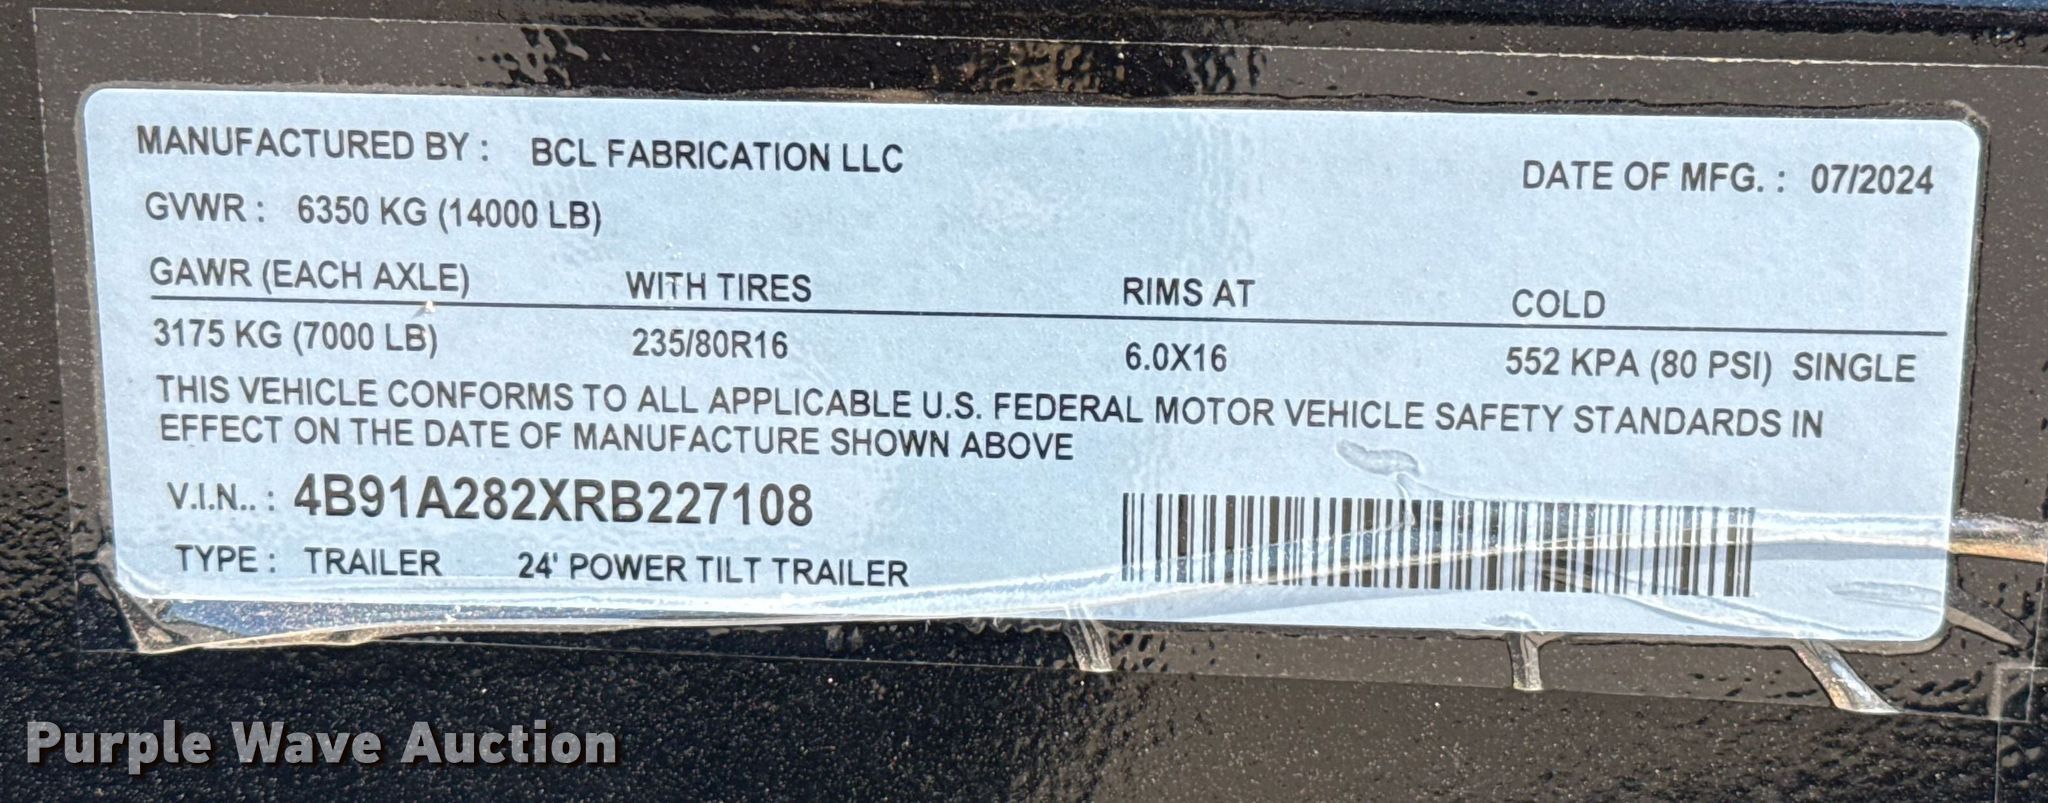 MANUFACTURED BY : BCL FABRICATION LLC DATE OF MFG. : 07/2024
GVWR : 6350 KG (14000 LB)
GAWR (EACH AXLE) WITH TIRES RIMS AT COLD
3175 KG (7000 LB) 235/80R16 6.0X16 552 KPA (80 PSI) SINGLE
THIS VEHICLE CONFORMS TO ALL APPLICABLE U.S. FEDERAL MOTOR VEHICLE SAFETY STANDARDS IN
EFFECT ON THE DATE OF MANUFACTURE SHOWN ABOVE
V.I.N.. : 4B91A282XRB227108
TYPE : TRAILER 24' POWER TILT TRAILER
Purple Wave Auction